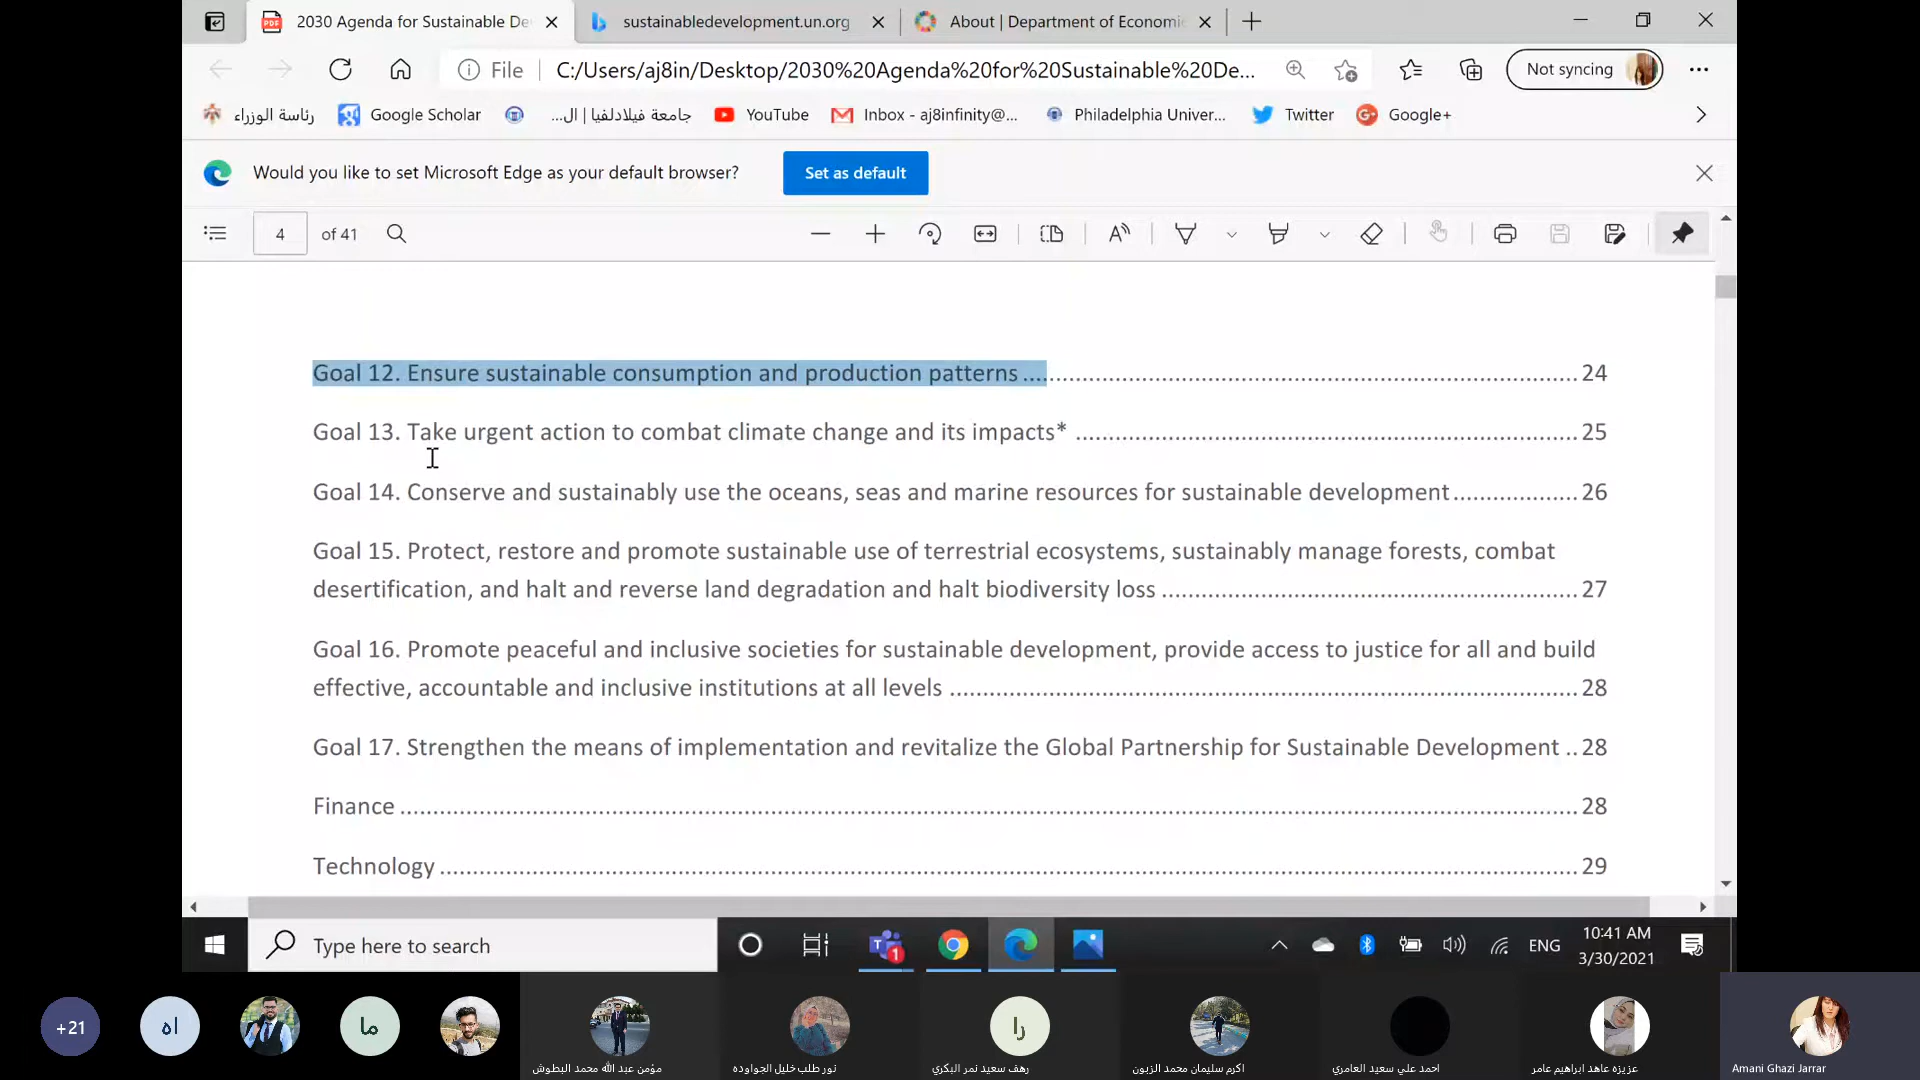 2030 Agenda for Sustainable De
sustainabledevelopment.un.org
About | Department of Economic
File
C:/Users/aj8in/Desktop/2030%20Agenda%20for%20Sustainable%20De...
Not syncing
رئاسة الوزراء
Google Scholar
جامعة فيلادلفيا | ال...
YouTube
Inbox - aj8infinity@...
Philadelphia Univer...
Twitter
Google+
Would you like to set Microsoft Edge as your default browser?
Set as default
4 of 41
Goal 12. Ensure sustainable consumption and production patterns .... 24
Goal 13. Take urgent action to combat climate change and its impacts* .... 25
Goal 14. Conserve and sustainably use the oceans, seas and marine resources for sustainable development .... 26
Goal 15. Protect, restore and promote sustainable use of terrestrial ecosystems, sustainably manage forests, combat
desertification, and halt and reverse land degradation and halt biodiversity loss .... 27
Goal 16. Promote peaceful and inclusive societies for sustainable development, provide access to justice for all and build
effective, accountable and inclusive institutions at all levels .... 28
Goal 17. Strengthen the means of implementation and revitalize the Global Partnership for Sustainable Development .. 28
Finance .... 28
Technology .... 29
Type here to search
1
ENG
10:41 AM
3/30/2021
+21
اه
ما
را
مؤمن عبد الله محمد البطوش
نور طلب خليل الجواوده
رهف سعيد نمر البكري
اكرم سليمان محمد الزبون
احمد علي سعيد العامري
عزيزه عاهد ابراهيم عامر
Amani Ghazi Jarrar